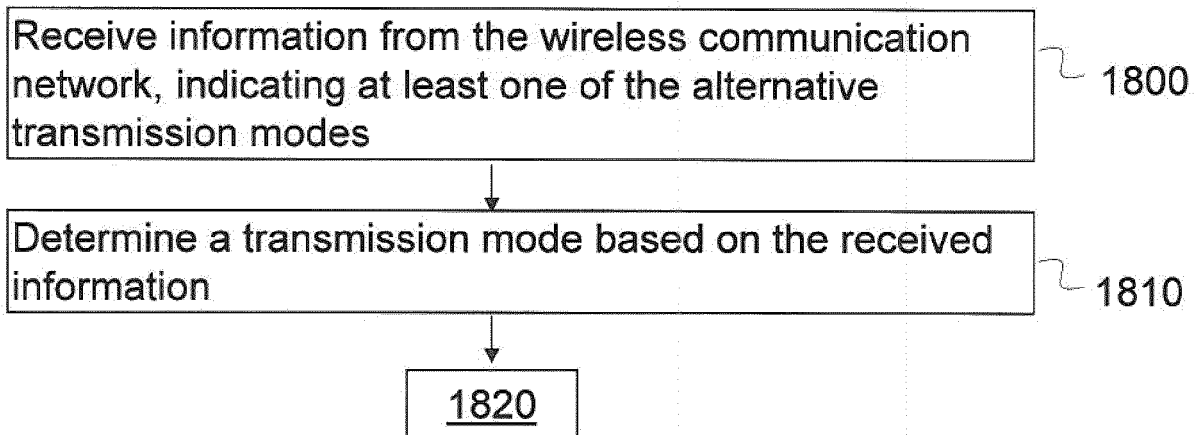 Receive information from the wireless communication
network, indicating at least one of the alternative
transmission modes
1800
Determine a transmission mode based on the received
information
1810
1820